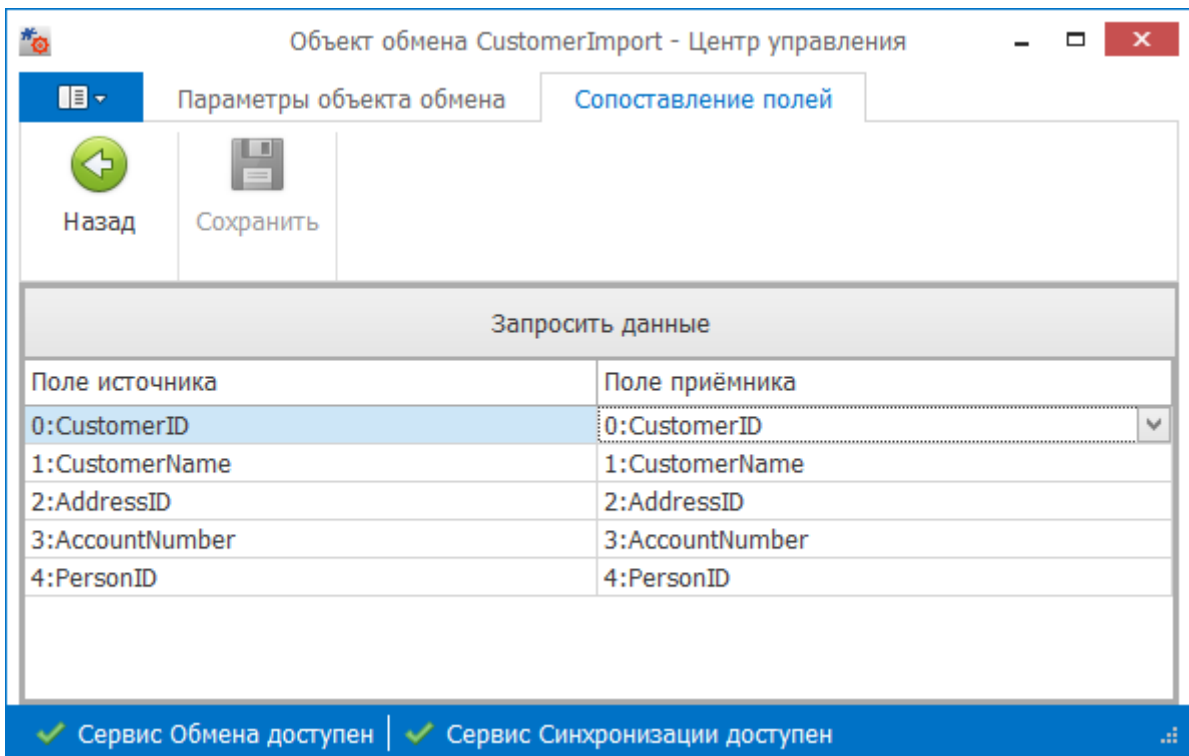 Объект обмена CustomerImport - Центр управления
Параметры объекта обмена Сопоставление полей
Назад Сохранить
Запросить данные
Поле источника Поле приёмника
0:CustomerID 0:CustomerID
1:CustomerName 1:CustomerName
2:AddressID 2:AddressID
3:AccountNumber 3:AccountNumber
4:PersonID 4:PersonID
Сервис Обмена доступен Сервис Синхронизации доступен